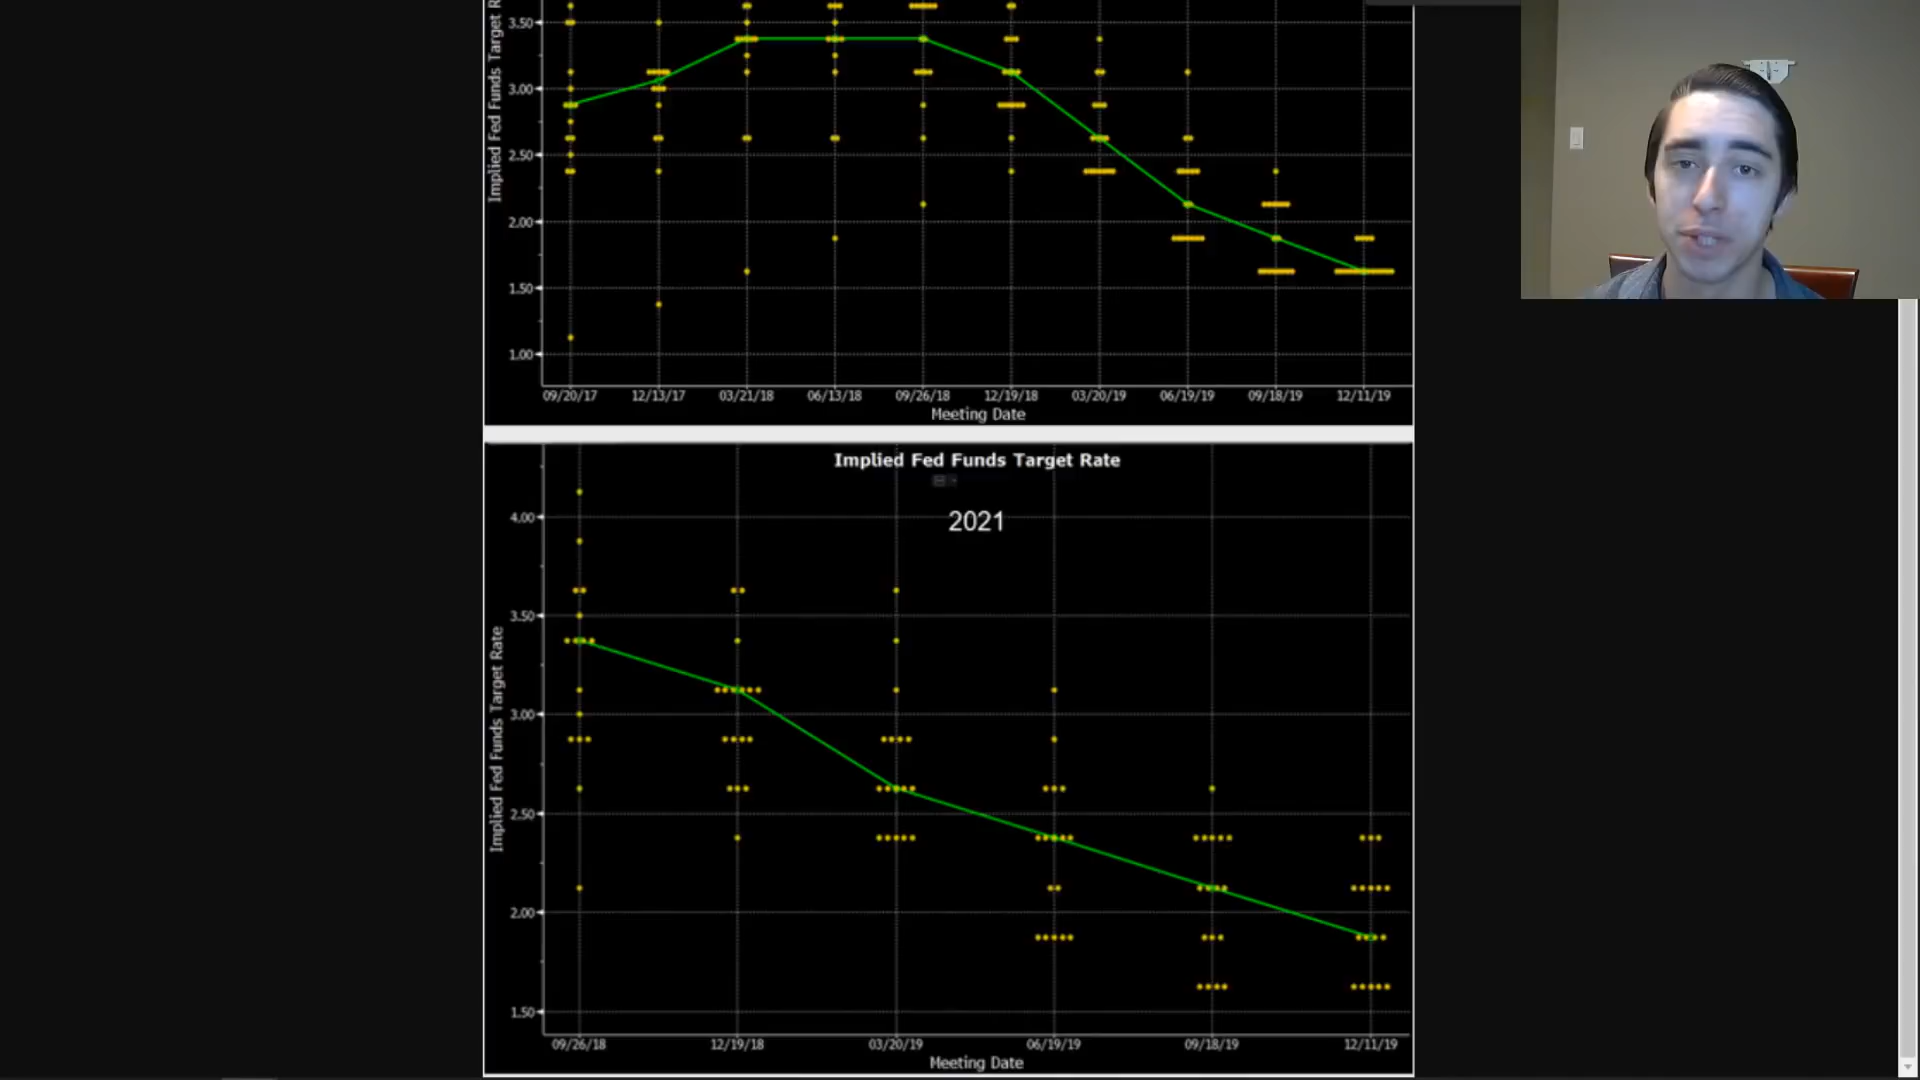 3.50
3.00
2.50
2.00
1.50
1.00
Implied Fed Funds Target R
09/20/17 12/13/17 03/21/18 06/13/18 09/26/18 12/19/18 03/20/19 06/19/19 09/18/19 12/11/19
Meeting Date
Implied Fed Funds Target Rate
2021
4.00
3.50
3.00
2.50
2.00
1.50
Implied Fed Funds Target Rate
09/26/18 12/19/18 03/20/19 06/19/19 09/18/19 12/11/19
Meeting Date